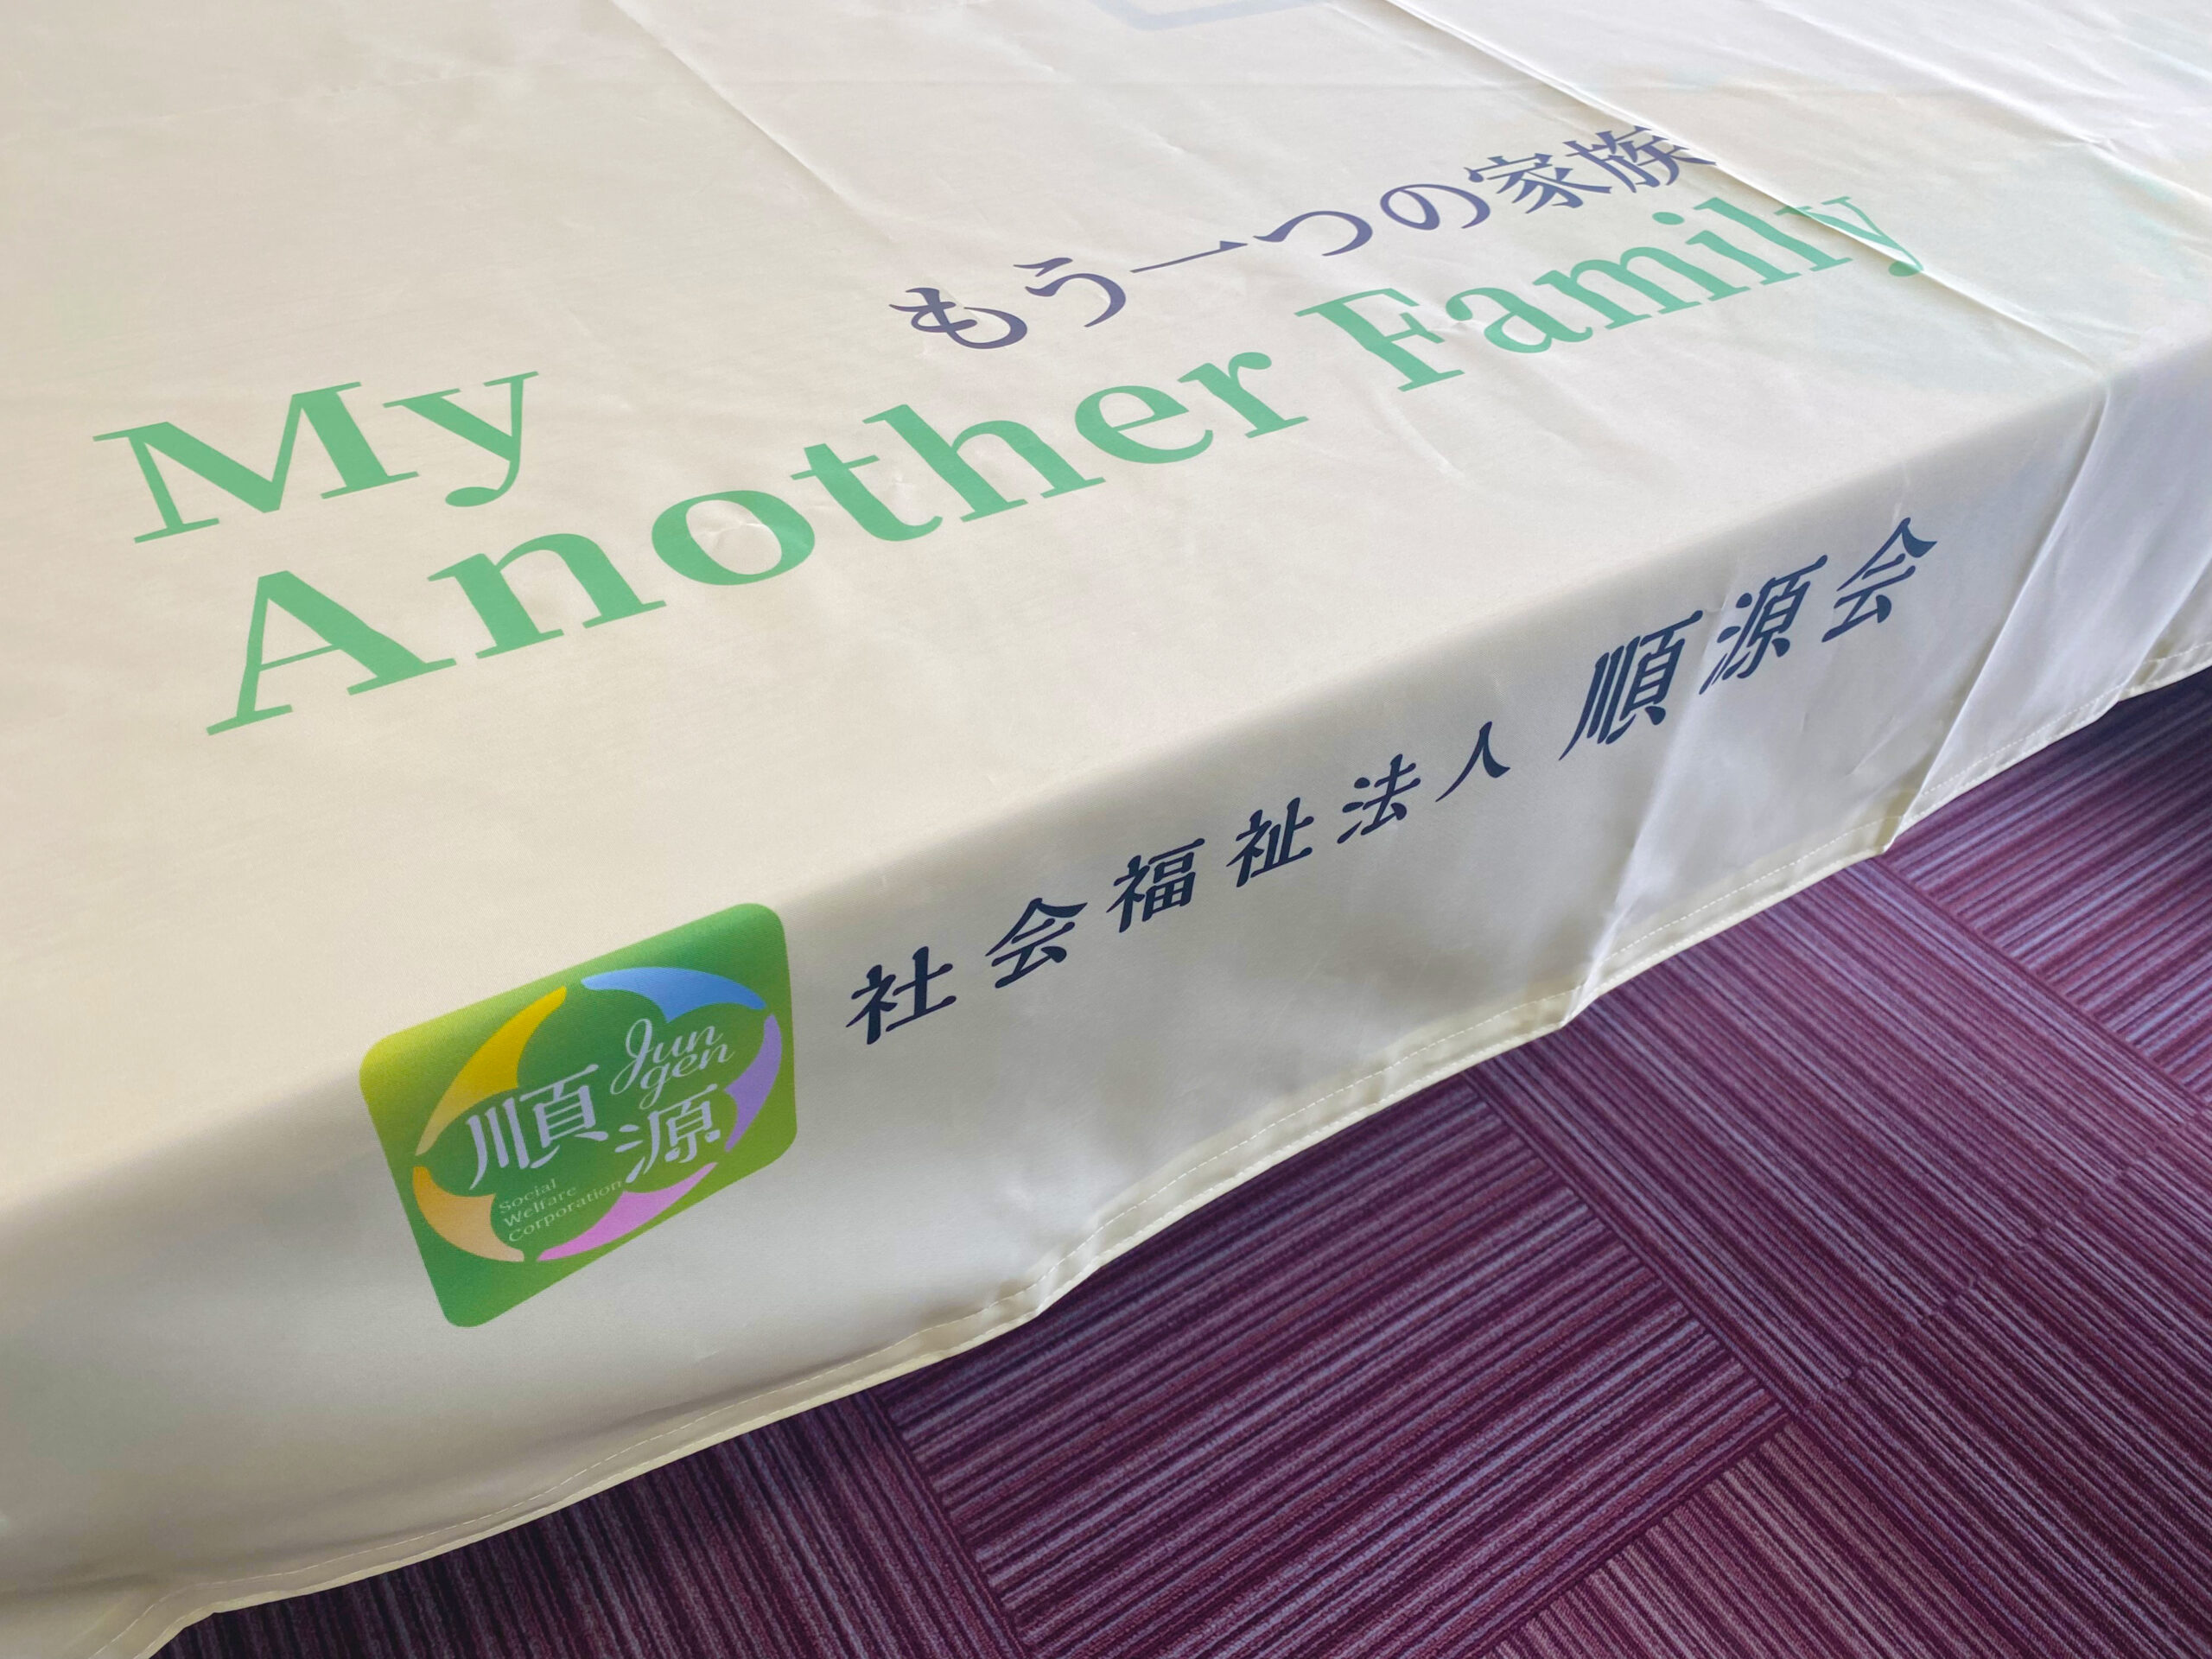 もう一つの家族
My
Another Family
社会福祉法人 順源会
Jun
gen
順源
Social
Welfare
Corporation